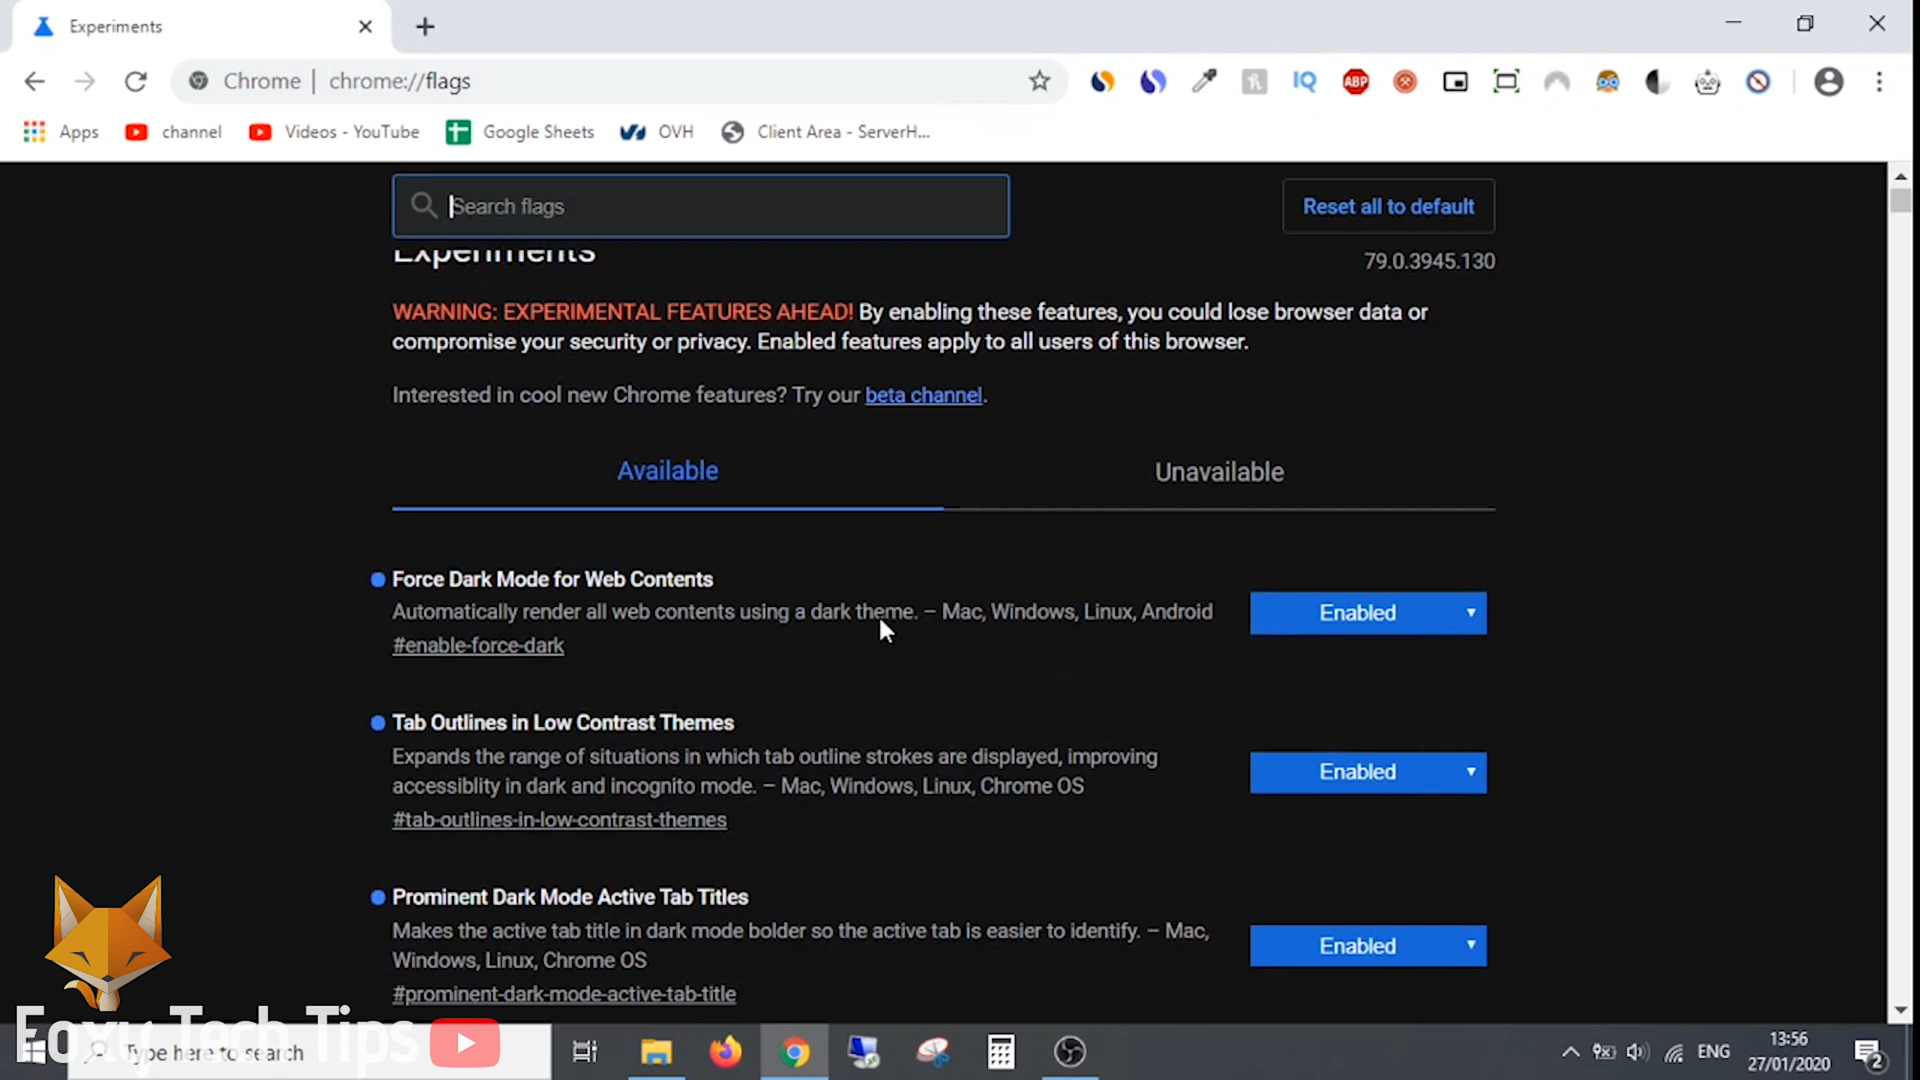 Experiments
Chrome | chrome://flags
IQ
ABP
Apps
channel
Videos - YouTube
Google Sheets
OVH
Client Area - ServerH...
Search flags
Reset all to default
Experiments
79.0.3945.130
WARNING: EXPERIMENTAL FEATURES AHEAD! By enabling these features, you could lose browser data or
compromise your security or privacy. Enabled features apply to all users of this browser.
Interested in cool new Chrome features? Try our beta channel.
Available
Unavailable
Force Dark Mode for Web Contents
Automatically render all web contents using a dark theme. – Mac, Windows, Linux, Android
#enable-force-dark
Enabled
Tab Outlines in Low Contrast Themes
Expands the range of situations in which tab outline strokes are displayed, improving
accessiblity in dark and incognito mode. – Mac, Windows, Linux, Chrome OS
#tab-outlines-in-low-contrast-themes
Enabled
Prominent Dark Mode Active Tab Titles
Makes the active tab title in dark mode bolder so the active tab is easier to identify. – Mac,
Windows, Linux, Chrome OS
#prominent-dark-mode-active-tab-title
Enabled
Foxy Tech Tips
Type here to search
ENG
13:56
27/01/2020
2